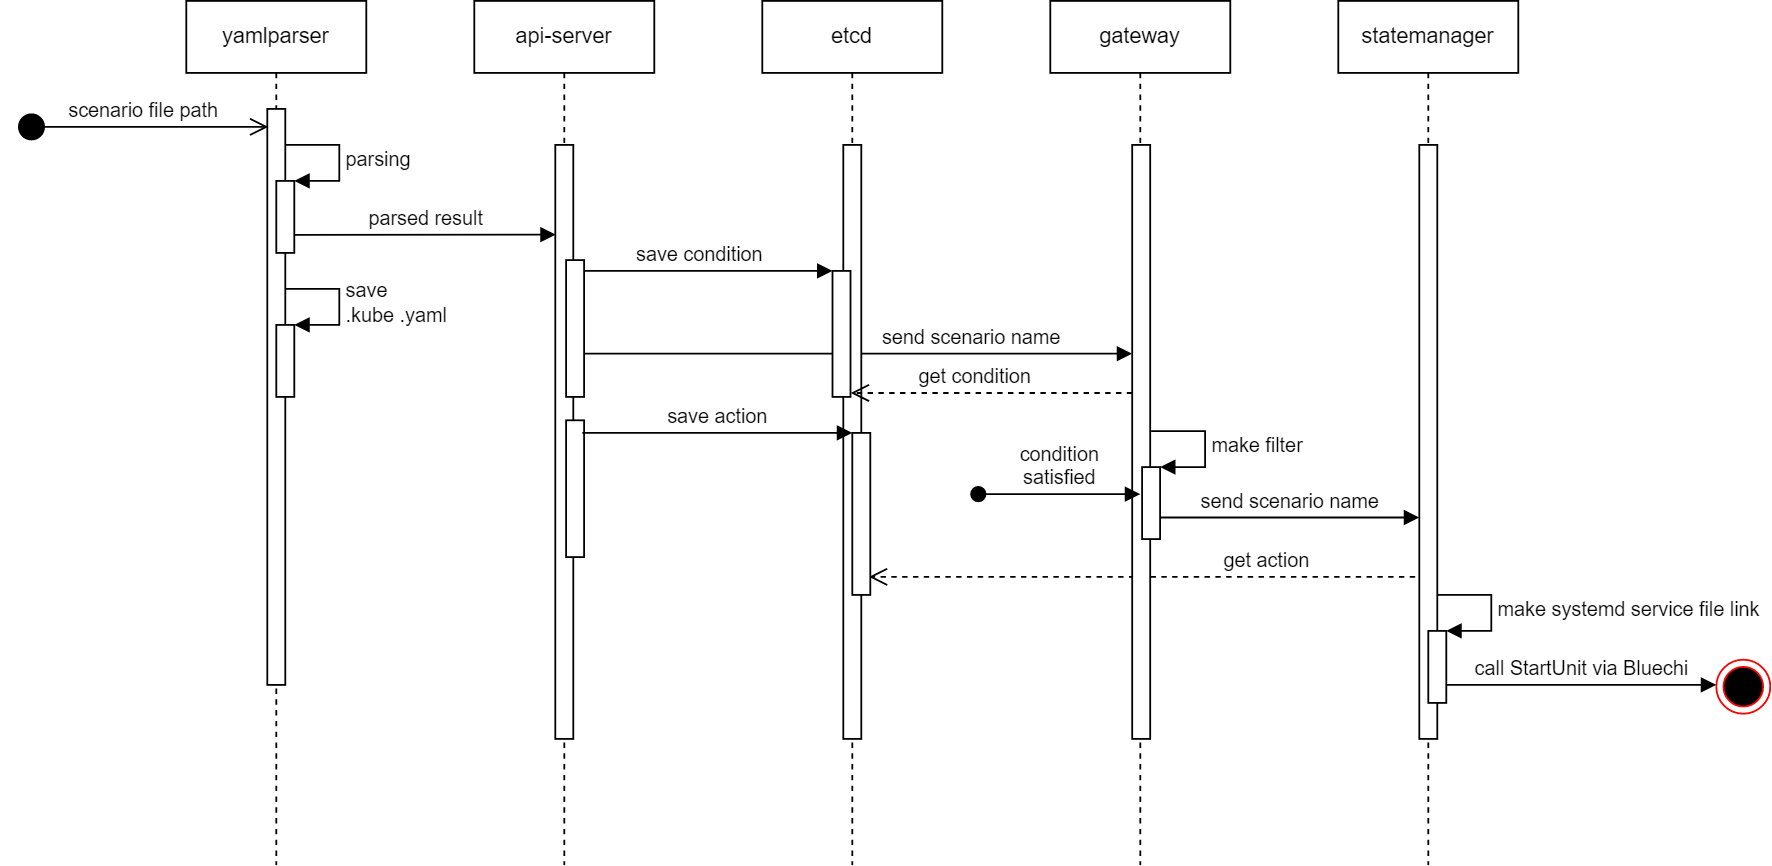 yamlparser
api-server
etcd
gateway
statemanager
scenario file path
parsing
parsed result
save condition
save
.kube .yaml
send scenario name
get condition
save action
make filter
condition
satisfied
send scenario name
get action
make systemd service file link
call StartUnit via Bluechi